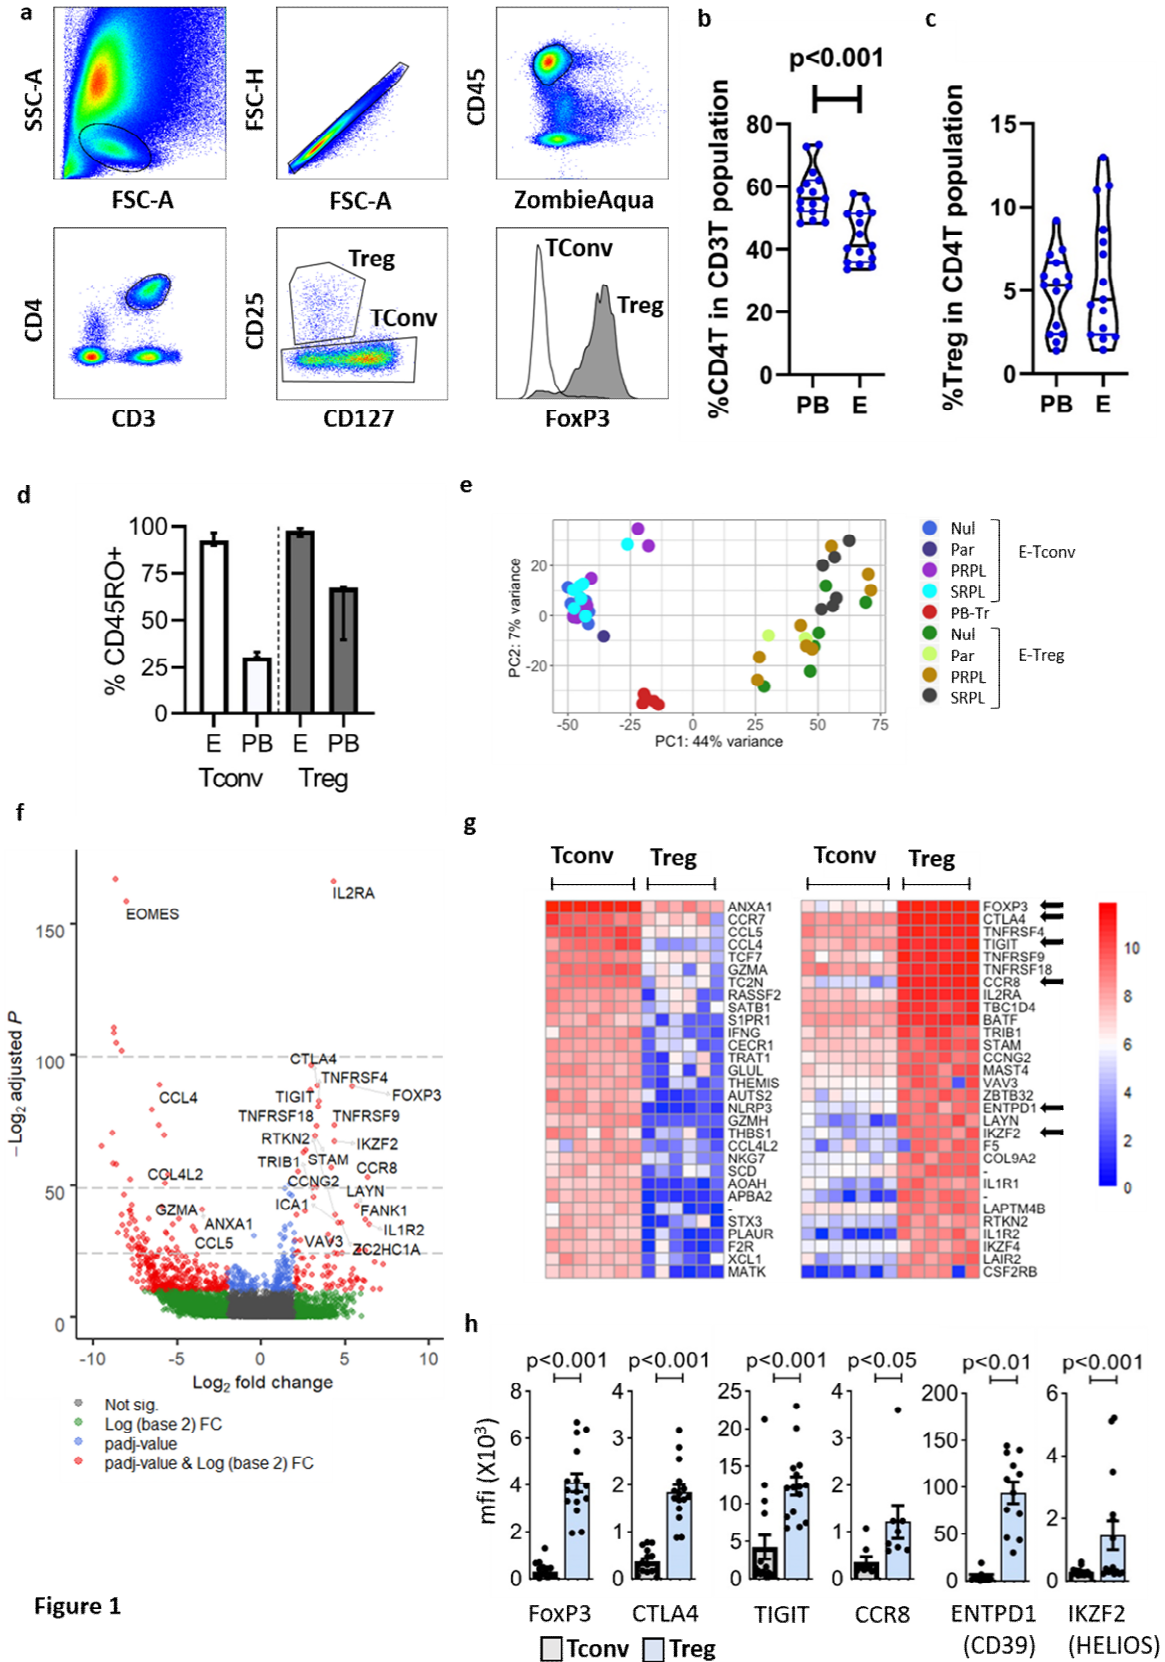 a
SSC-A
FSC-A
FSC-H
FSC-A
CD45
ZombieAqua
CD4
CD3
CD25
Treg
TConv
CD127
TConv
Treg
FoxP3
b
p<0.001
%CD4T in CD3T population
80
60
40
20
0
PB E
c
%Treg in CD4T population
15
10
5
0
PB E
d
% CD45RO+
100
75
50
25
0
E PB E PB
Tconv Treg
e
PC2: 7% variance
20
0
-20
-50 -25 0 25 50 75
PC1: 44% variance
Nul
Par
PRPL
SRPL
E-Tconv
PB-Tr
Nul
Par
PRPL
SRPL
E-Treg
f
−Log2 adjusted P
150
100
50
0
IL2RA
EOMES
CTLA4
TNFRSF4
CCL4
TIGIT
FOXP3
TNFRSF18
TNFRSF9
RTKN2
IKZF2
TRIB1
STAM
CCR8
CCL4L2
CCNG2
LAYN
GZMA
ICA1
FANK1
ANXA1
IL1R2
CCL5
VAV3
ZC2HC1A
-10 -5 0 5 10
Log2 fold change
Not sig.
Log (base 2) FC
padj-value
padj-value & Log (base 2) FC
g
Tconv Treg
ANXA1
CCR7
CCL5
CCL4
TCF7
GZMA
TC2N
RASSF2
SATB1
S1PR1
IFNG
CECR1
TRAT1
GLUL
THEMIS
AUTS2
NLRP3
GZMH
THBS1
CCL4L2
NKG7
SCD
AOAH
APBA2
-
STX3
PLAUR
F2R
XCL1
MATK
Tconv Treg
FOXP3
CTLA4
TNFRSF4
TIGIT
TNFRSF9
TNFRSF18
CCR8
IL2RA
TBC1D4
BATF
TRIB1
STAM
CCNG2
MAST4
VAV3
ZBTB32
ENTPD1
LAYN
IKZF2
F5
COL9A2
-
IL1R1
-
LAPTM4B
RTKN2
IL1R2
IKZF4
LAIR2
CSF2RB
10
8
6
4
2
0
h
mfi (X10³)
p<0.001
8
6
4
2
0
FoxP3
p<0.001
4
3
2
1
0
CTLA4
p<0.001
25
20
15
10
5
0
TIGIT
p<0.05
4
3
2
1
0
CCR8
p<0.01
200
150
100
50
0
ENTPD1
(CD39)
p<0.001
6
4
2
0
IKZF2
(HELIOS)
Tconv Treg
Figure 1